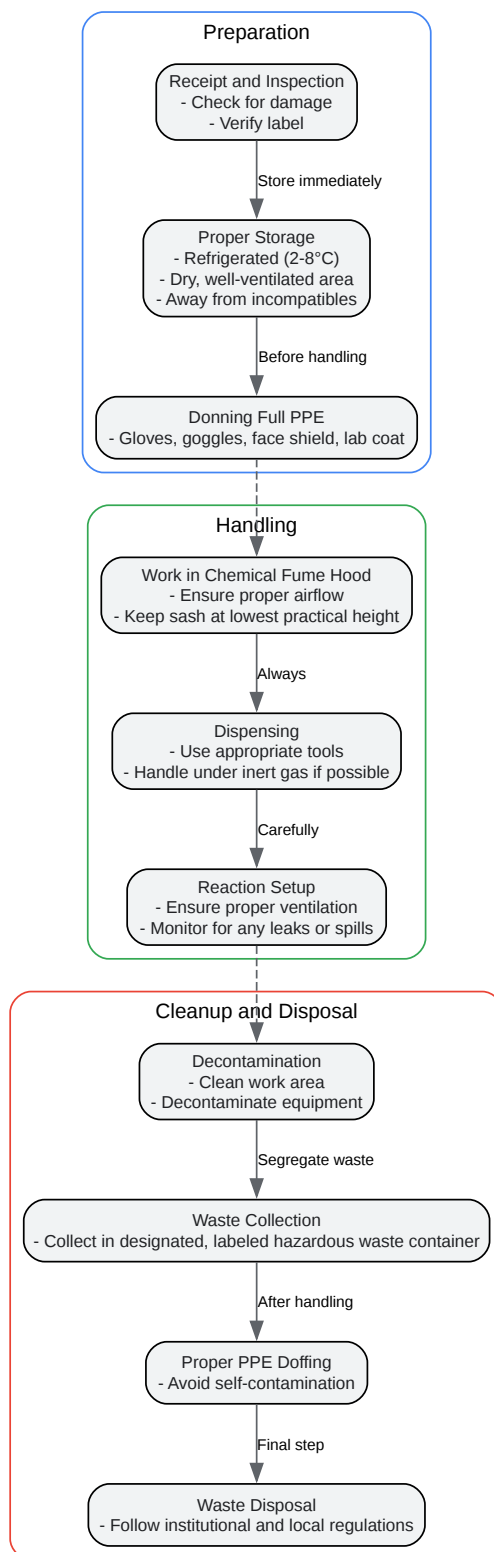 Preparation
Receipt and Inspection
- Check for damage
- Verify label
Store immediately
Proper Storage
- Refrigerated (2-8°C)
- Dry, well-ventilated area
- Away from incompatibles
Before handling
Donning Full PPE
- Gloves, goggles, face shield, lab coat
Handling
Work in Chemical Fume Hood
- Ensure proper airflow
- Keep sash at lowest practical height
Always
Dispensing
- Use appropriate tools
- Handle under inert gas if possible
Carefully
Reaction Setup
- Ensure proper ventilation
- Monitor for any leaks or spills
Cleanup and Disposal
Decontamination
- Clean work area
- Decontaminate equipment
Segregate waste
Waste Collection
- Collect in designated, labeled hazardous waste container
After handling
Proper PPE Doffing
- Avoid self-contamination
Final step
Waste Disposal
- Follow institutional and local regulations